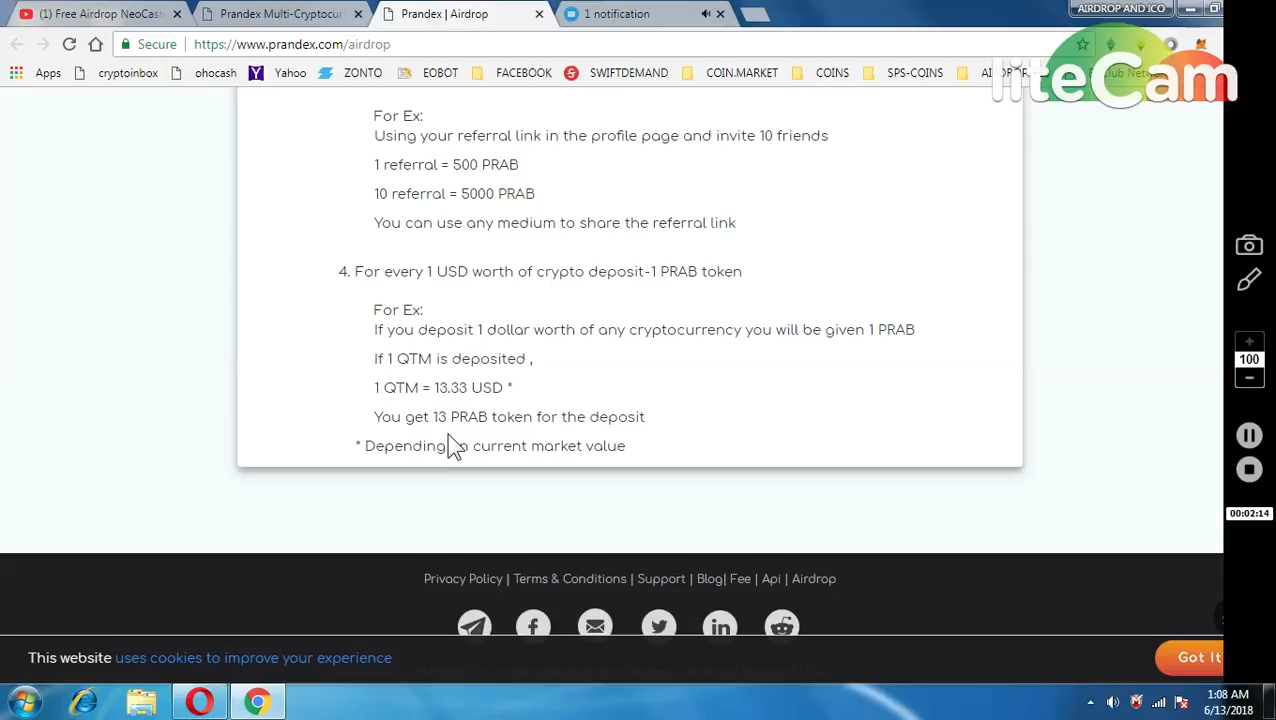 (1) Free Airdrop NeoCash
Prandex Multi-Cryptocurr
Prandex | Airdrop
1 notification
AIRDROP AND ICO
Secure
https://www.prandex.com/airdrop
Apps
cryptoinbox
ohocash
Yahoo
ZONTO
EOBOT
FACEBOOK
SWIFTDEMAND
COIN.MARKET
COINS
SPS-COINS
liteCam
For Ex:
Using your referral link in the profile page and invite 10 friends
1 referral = 500 PRAB
10 referral = 5000 PRAB
You can use any medium to share the referral link
4. For every 1 USD worth of crypto deposit-1 PRAB token
For Ex:
If you deposit 1 dollar worth of any cryptocurrency you will be given 1 PRAB
If 1 QTM is deposited ,
1 QTM = 13.33 USD *
You get 13 PRAB token for the deposit
* Depending on current market value
100
00:02:14
Privacy Policy | Terms & Conditions | Support | Blog| Fee | Api | Airdrop
This website uses cookies to improve your experience
Got It
1:08 AM
6/13/2018